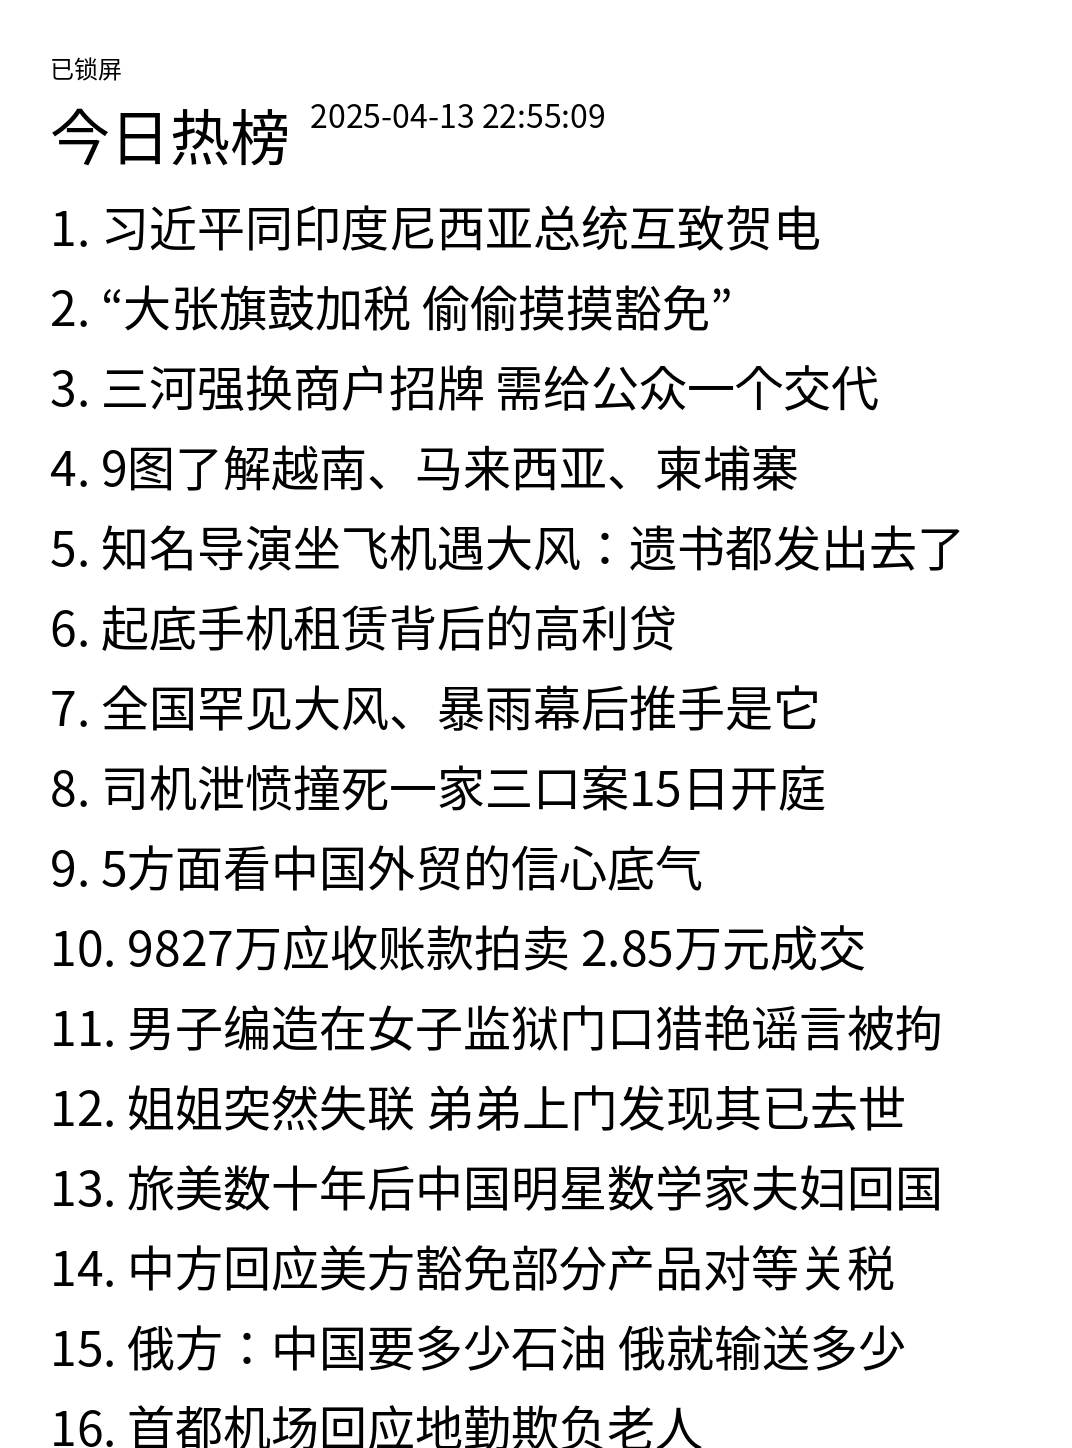 已锁屏
今日热榜 2025-04-13 22:55:09
1. 习近平同印度尼西亚总统互致贺电
2. “大张旗鼓加税 偷偷摸摸豁免”
3. 三河强换商户招牌 需给公众一个交代
4. 9图了解越南、马来西亚、柬埔寨
5. 知名导演坐飞机遇大风：遗书都发出去了
6. 起底手机租赁背后的高利贷
7. 全国罕见大风、暴雨幕后推手是它
8. 司机泄愤撞死一家三口案15日开庭
9. 5方面看中国外贸的信心底气
10. 9827万应收账款拍卖 2.85万元成交
11. 男子编造在女子监狱门口猎艳谣言被拘
12. 姐姐突然失联 弟弟上门发现其已去世
13. 旅美数十年后中国明星数学家夫妇回国
14. 中方回应美方豁免部分产品对等关税
15. 俄方：中国要多少石油 俄就输送多少
16. 首都机场回应地勤欺负老人